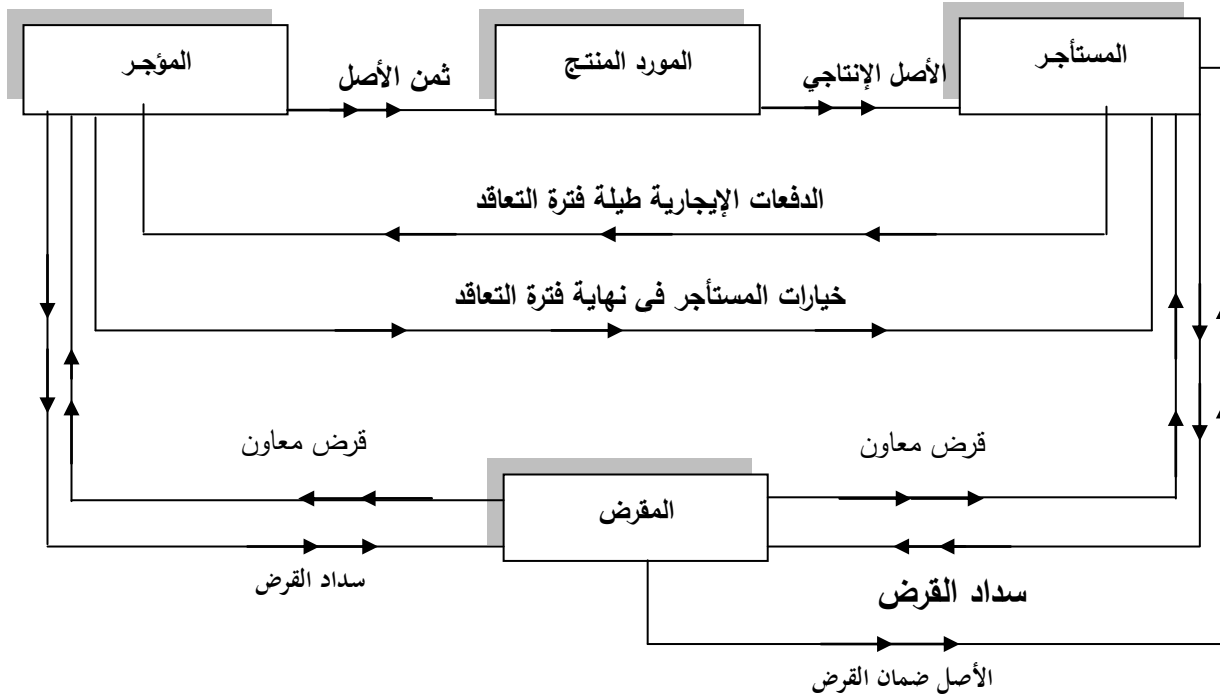 المستأجر
المورد المنتج
المؤجر
الأصل الإنتاجي
ثمن الأصل
الدفعات الإيجارية طيلة فترة التعاقد
خيارات المستأجر فى نهاية فترة التعاقد
قرض معاون
قرض معاون
المقرض
سداد القرض
سداد القرض
الأصل ضمان القرض